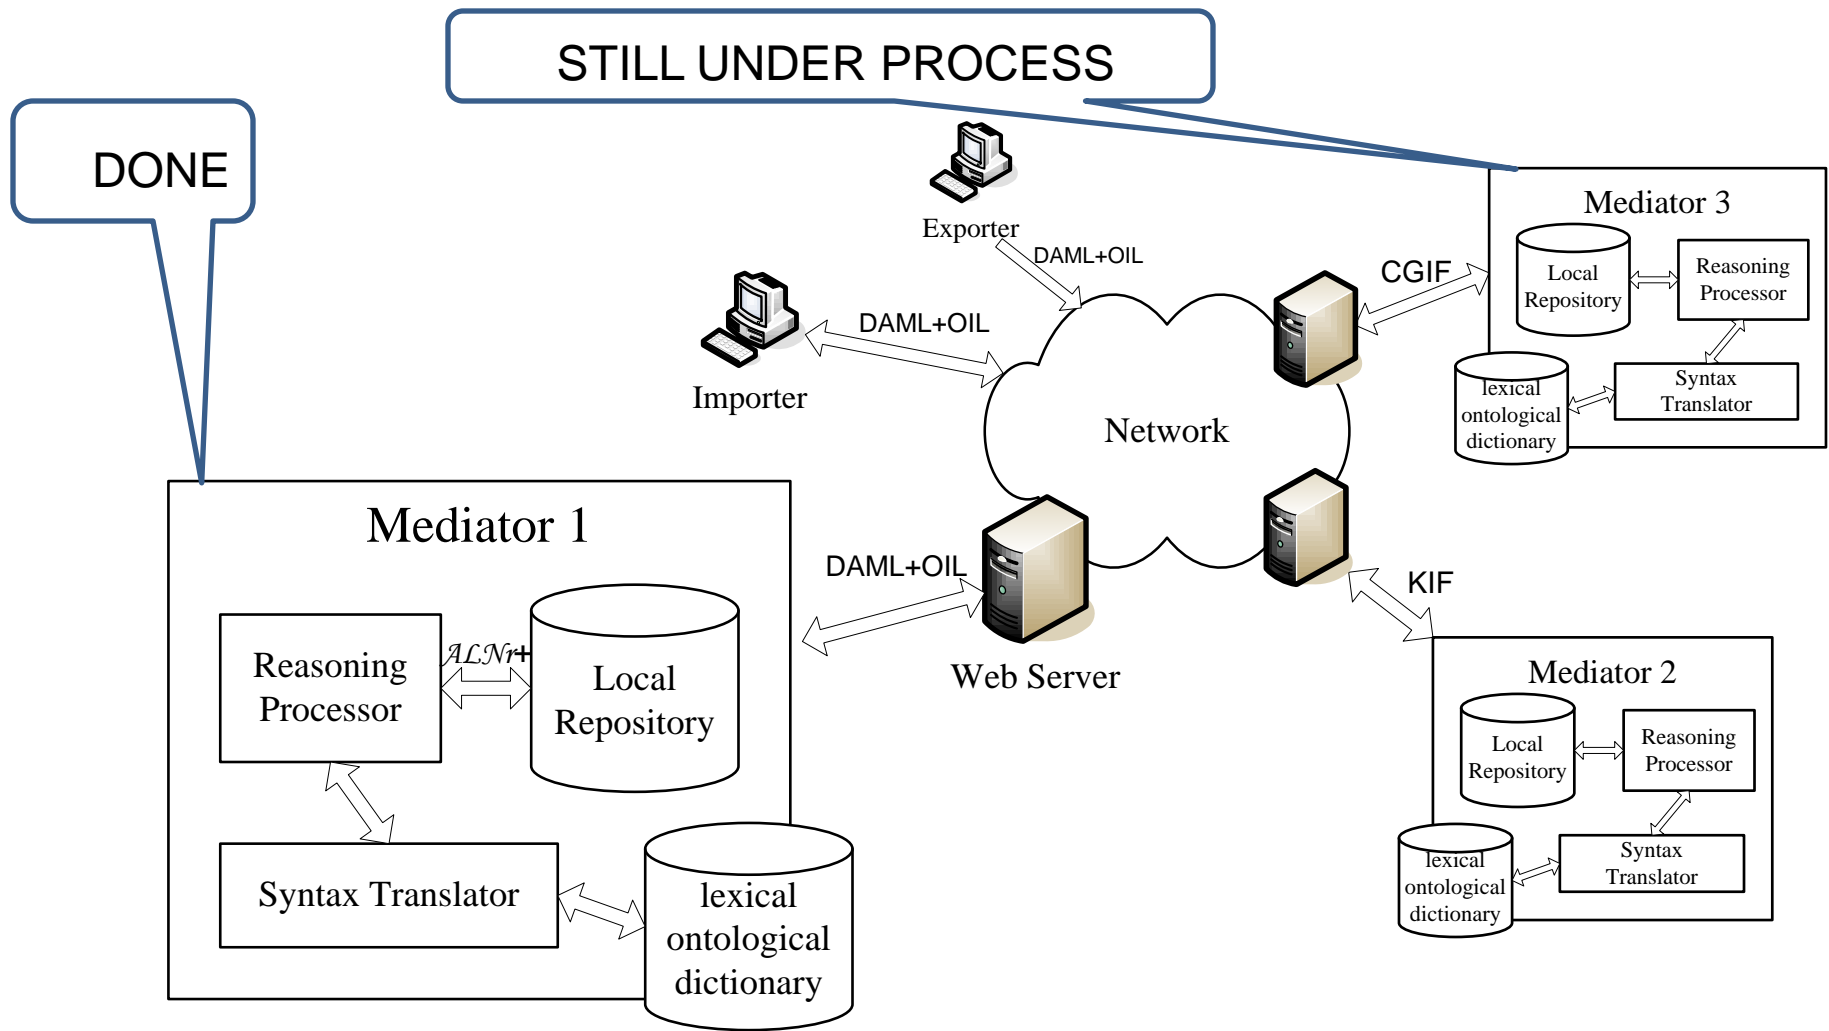 STILL UNDER PROCESS
DONE
Exporter
DAML+OIL
Importer
DAML+OIL
Network
CGIF
Mediator 3
Local
Repository
Reasoning
Processor
Syntax
Translator
lexical
ontological
dictionary
Mediator 1
Reasoning
Processor
ALNr+
Local
Repository
Syntax Translator
lexical
ontological
dictionary
DAML+OIL
Web Server
KIF
Mediator 2
Local
Repository
Reasoning
Processor
Syntax
Translator
lexical
ontological
dictionary